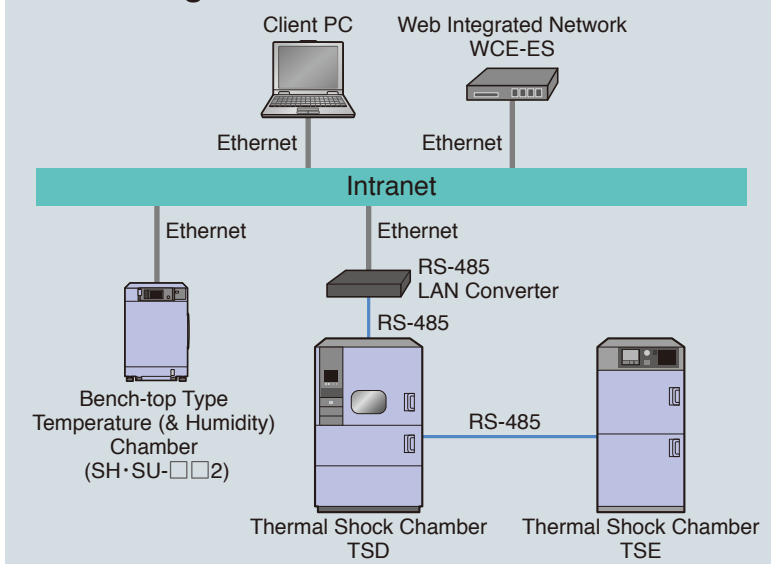 Client PC
Web Integrated Network
WCE-ES
Ethernet
Ethernet
Intranet
Ethernet
Ethernet
RS-485
LAN Converter
RS-485
Bench-top Type
Temperature (& Humidity)
Chamber
(SH・SU-□□2)
RS-485
Thermal Shock Chamber
TSD
Thermal Shock Chamber
TSE